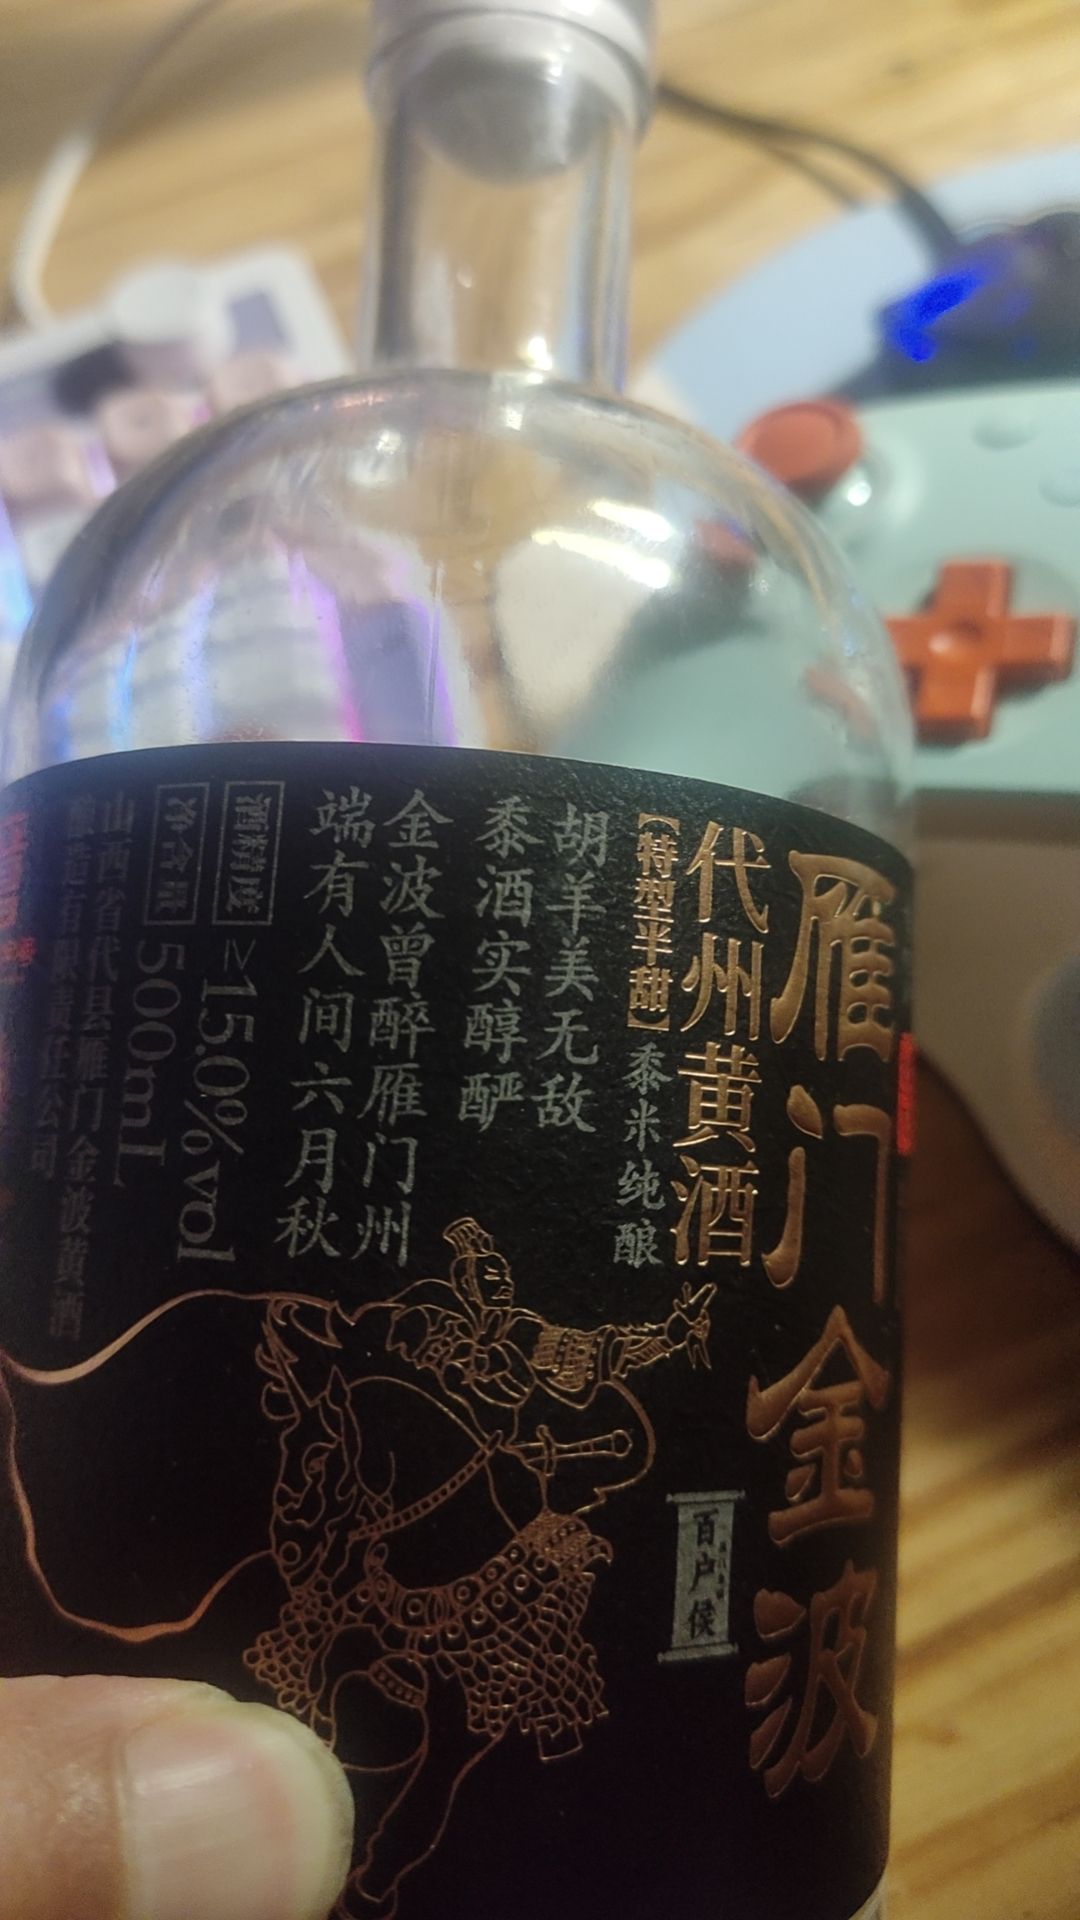 雁门金波
代州黄酒
【特型半甜】
黍米纯酿
胡羊美无敌
黍酒实醇酽
金波曾醉雁门州
端有人间六月秋
酒精度 ≥15.0%vol
净含量 500mL
山西省代县雁门金波黄酒
酿造有限责任公司
百户侯